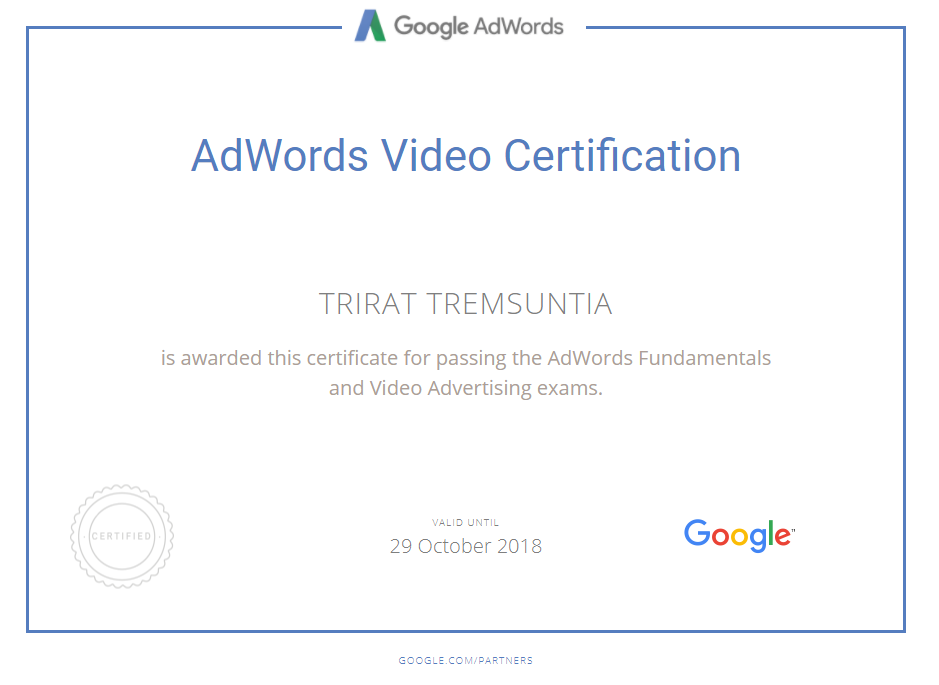 Google AdWords
AdWords Video Certification
TRIRAT TREMSUNTIA
is awarded this certificate for passing the AdWords Fundamentals
and Video Advertising exams.
CERTIFIED
VALID UNTIL
29 October 2018
Google™
GOOGLE.COM/PARTNERS